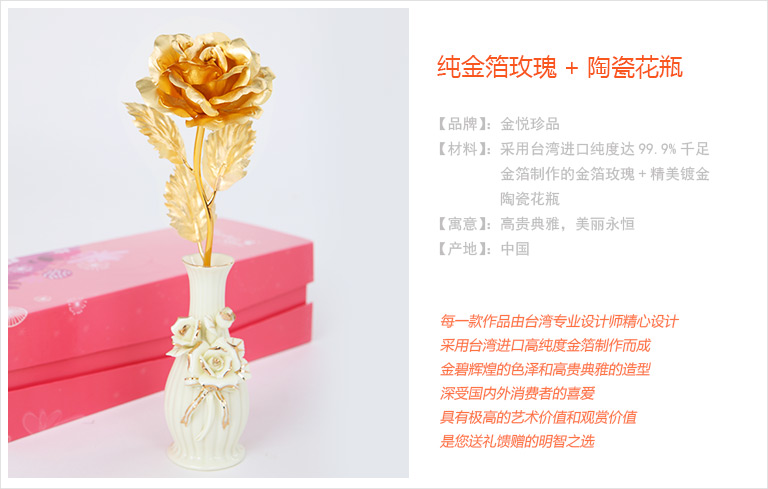 纯金箔玫瑰 + 陶瓷花瓶
【品牌】：金悦珍品
【材料】：采用台湾进口纯度达 99.9% 千足
金箔制作的金箔玫瑰＋精美镀金
陶瓷花瓶
【寓意】：高贵典雅，美丽永恒
【产地】：中国
每一款作品由台湾专业设计师精心设计
采用台湾进口高纯度金箔制作而成
金碧辉煌的色泽和高贵典雅的造型
深受国内外消费者的喜爱
具有极高的艺术价值和观赏价值
是您送礼馈赠的明智之选